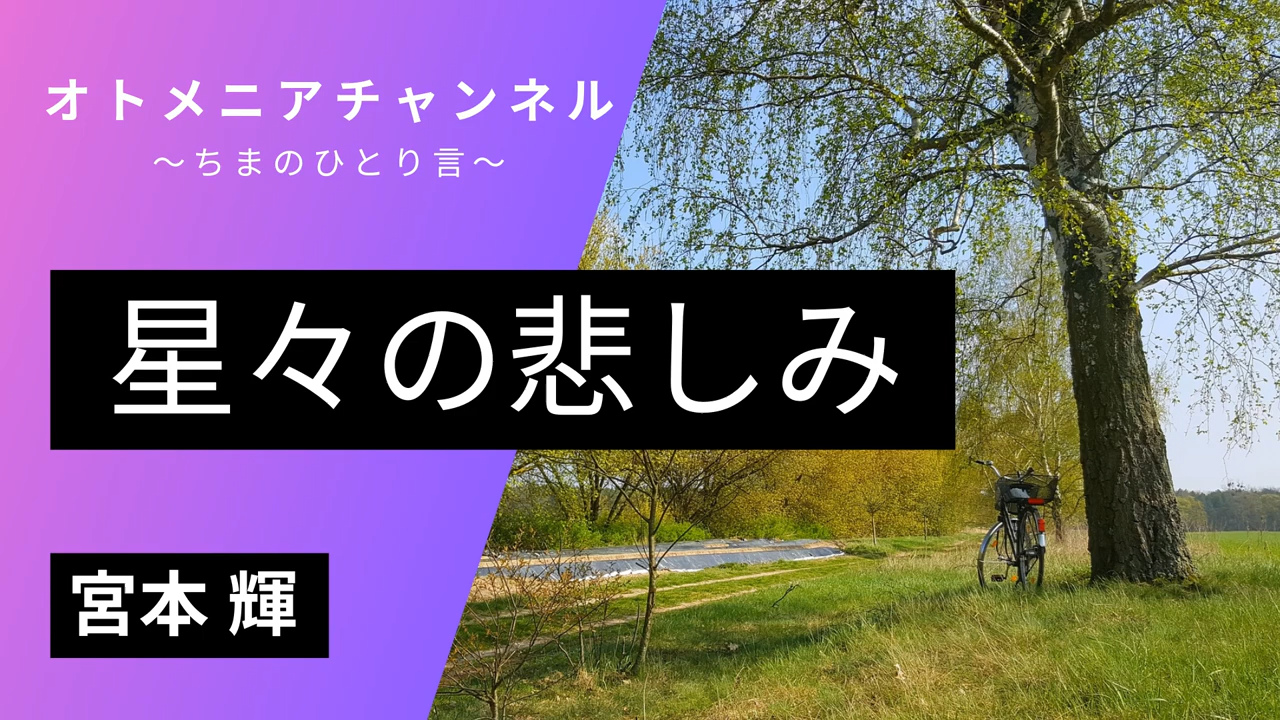 オトメニアチャンネル
～ちまのひとり言～
星々の悲しみ
宮本 輝